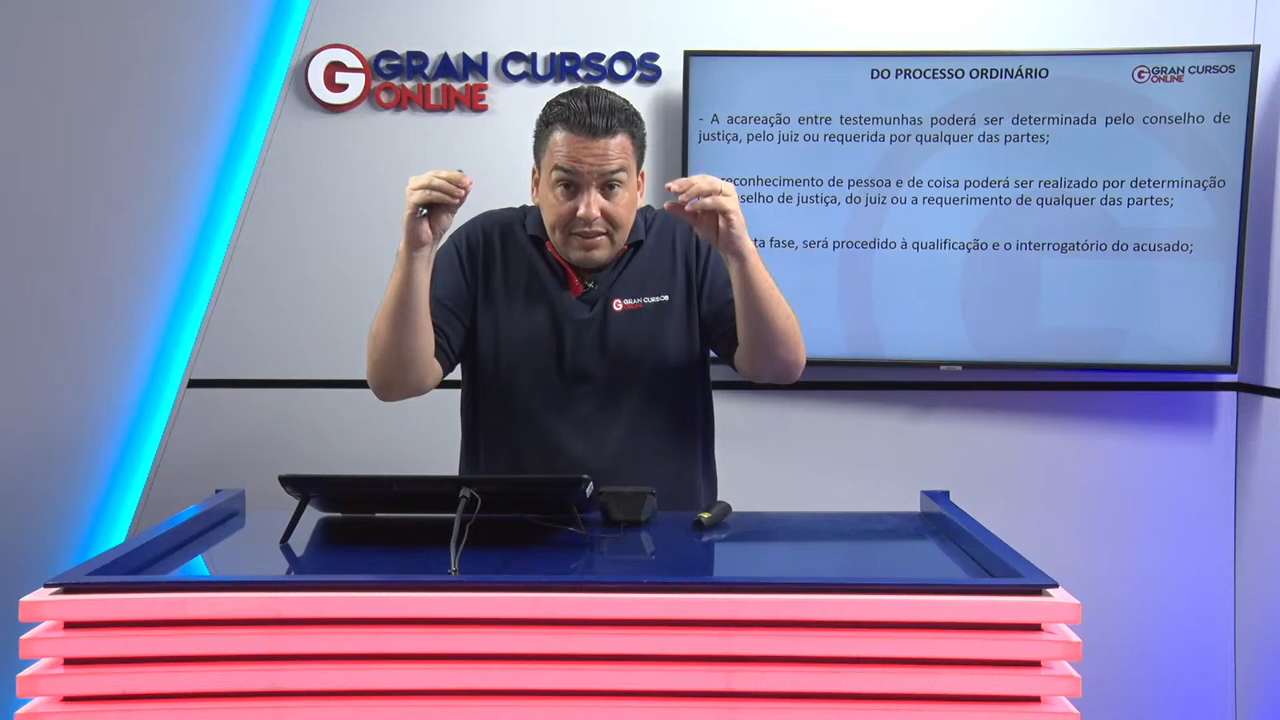 GRAN CURSOS
ONLINE
DO PROCESSO ORDINÁRIO
GRAN CURSOS
ONLINE
- A acareação entre testemunhas poderá ser determinada pelo conselho de
justiça, pelo juiz ou requerida por qualquer das partes;
reconhecimento de pessoa e de coisa poderá ser realizado por determinação
de justiça, do juiz ou a requerimento de qualquer das partes;
fase, será procedido à qualificação e o interrogatório do acusado;
GRAN CURSOS
ONLINE